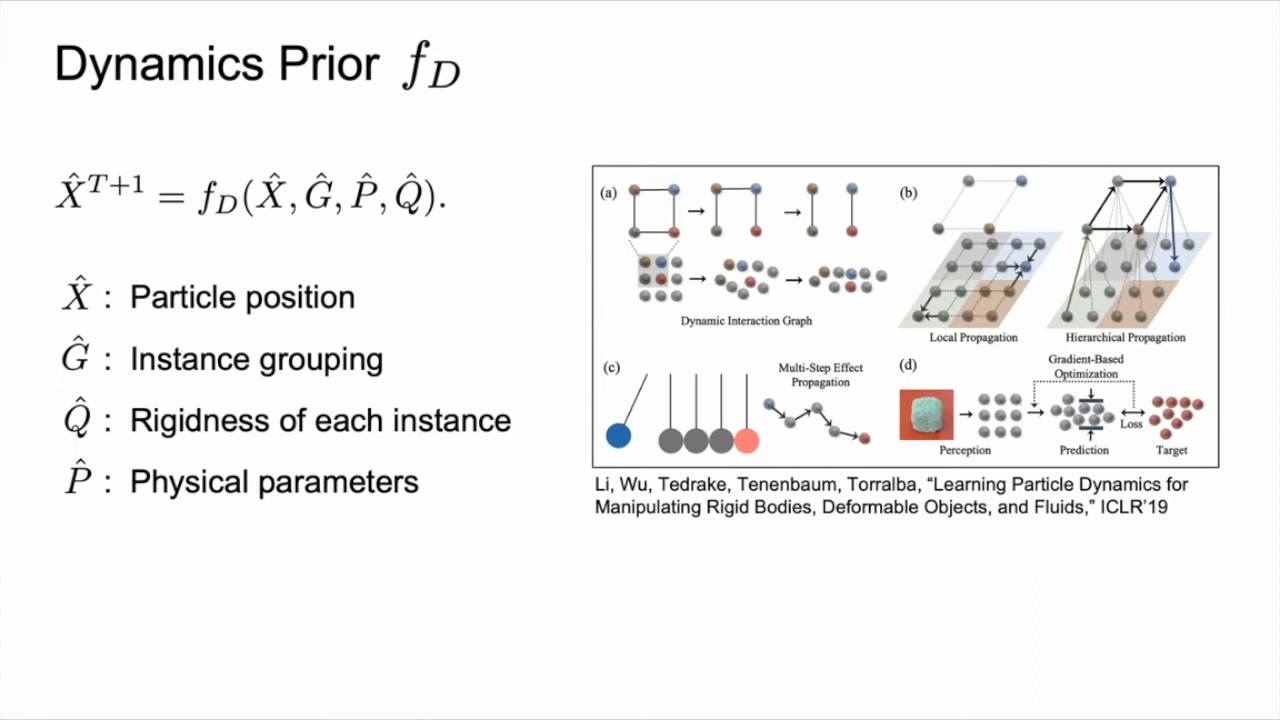 Dynamics Prior f_D
X̂^{T+1} = f_D(X̂, Ĝ, P̂, Q̂).
X̂ : Particle position
Ĝ : Instance grouping
Q̂ : Rigidness of each instance
P̂ : Physical parameters
(a)
Dynamic Interaction Graph
(b)
Local Propagation
Hierarchical Propagation
(c)
Multi-Step Effect
Propagation
(d)
Gradient-Based
Optimization
Loss
Perception
Prediction
Target
Li, Wu, Tedrake, Tenenbaum, Torralba, “Learning Particle Dynamics for
Manipulating Rigid Bodies, Deformable Objects, and Fluids,” ICLR’19